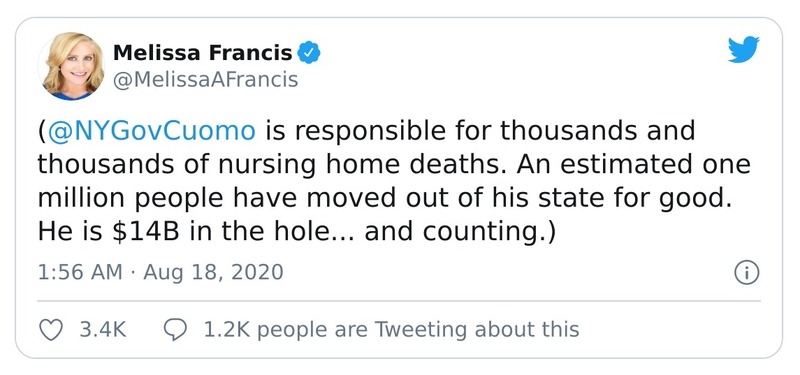 Melissa Francis
@MelissaAFrancis
(@NYGovCuomo is responsible for thousands and
thousands of nursing home deaths. An estimated one
million people have moved out of his state for good.
He is $14B in the hole... and counting.)
1:56 AM · Aug 18, 2020
3.4K 1.2K people are Tweeting about this